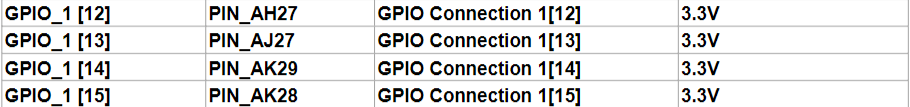 GPIO_1 [12] PIN_AH27 GPIO Connection 1[12] 3.3V
GPIO_1 [13] PIN_AJ27 GPIO Connection 1[13] 3.3V
GPIO_1 [14] PIN_AK29 GPIO Connection 1[14] 3.3V
GPIO_1 [15] PIN_AK28 GPIO Connection 1[15] 3.3V